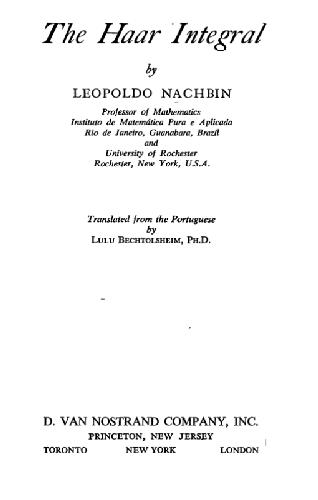 The Haar Integral
by
LEOPOLDO NACHBIN
Professor of Mathematics
Instituto de Matemática Pura e Aplicada
Rio de Janeiro, Guanabara, Brazil
and
University of Rochester
Rochester, New York, U.S.A.
Translated from the Portuguese
by
LULU BECHTOLSHEIM, PH.D.
D. VAN NOSTRAND COMPANY, INC.
PRINCETON, NEW JERSEY
TORONTO NEW YORK LONDON